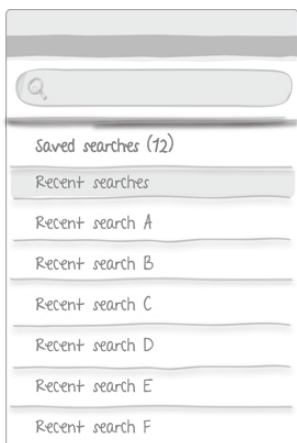 Saved searches (12)
Recent searches
Recent search A
Recent search B
Recent search C
Recent search D
Recent search E
Recent search F